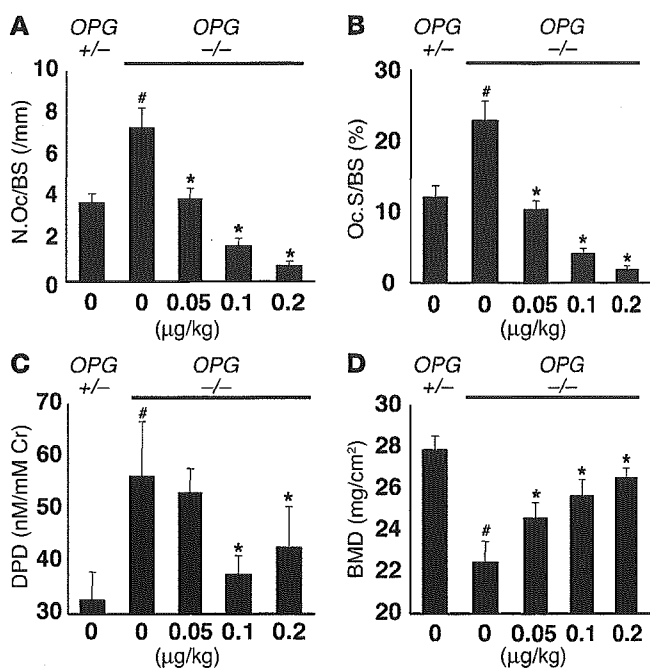 A
OPG +/−
OPG −/−
N.Oc/BS (/mm)
10
8
6
4
2
0
#
*
*
*
0 0 0.05 0.1 0.2
(μg/kg)
B
OPG +/−
OPG −/−
Oc.S/BS (%)
30
20
10
0
#
*
*
*
0 0 0.05 0.1 0.2
(μg/kg)
C
OPG +/−
OPG −/−
DPD (nM/mM Cr)
70
60
50
40
30
#
*
*
0 0 0.05 0.1 0.2
(μg/kg)
D
OPG +/−
OPG −/−
BMD (mg/cm²)
30
28
26
24
22
20
#
*
*
*
0 0 0.05 0.1 0.2
(μg/kg)